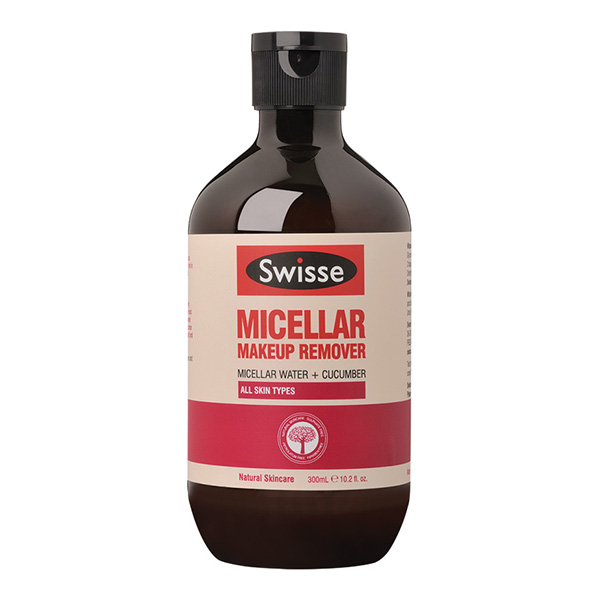 Swisse
MICELLAR
MAKEUP REMOVER
MICELLAR WATER + CUCUMBER
ALL SKIN TYPES
Natural Skincare
300mL ℮ 10.2 fl. oz.